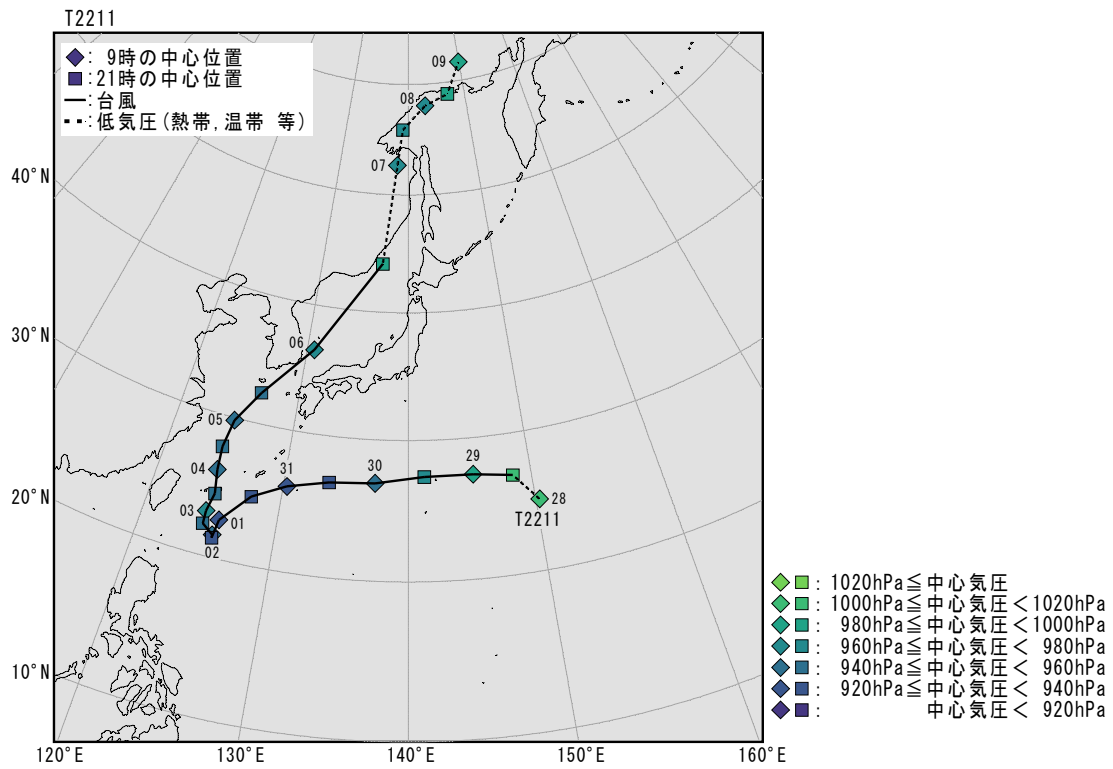 T2211
◆: 9時の中心位置
■:21時の中心位置
―:台風
‥:低気圧(熱帯,温帯 等)
09
08
07
40°N
30°N
06
05
04
31
30
29
20°N
03
01
28
T2211
02
10°N
120°E
130°E
140°E
150°E
160°E
◆■: 1020hPa≦中心気圧
◆■: 1000hPa≦中心気圧＜1020hPa
◆■: 980hPa≦中心気圧＜1000hPa
◆■: 960hPa≦中心気圧＜ 980hPa
◆■: 940hPa≦中心気圧＜ 960hPa
◆■: 920hPa≦中心気圧＜ 940hPa
◆■: 中心気圧＜ 920hPa